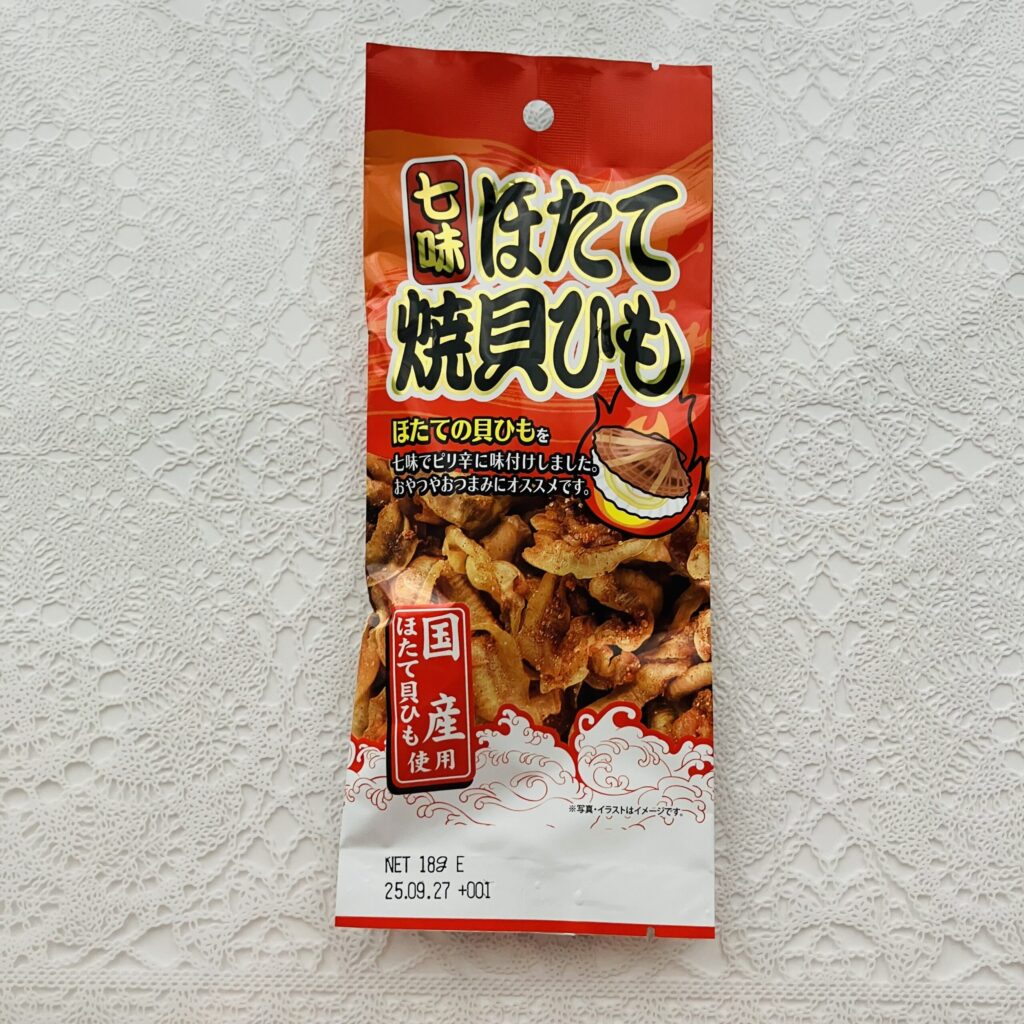 七味
ほたて
焼貝ひも
ほたての貝ひもを
七味でピリ辛に味付けしました。
おやつやおつまみにオススメです。
国産
ほたて貝ひも
使用
※写真・イラストはイメージです。
NET 18g E
25.09.27 +001